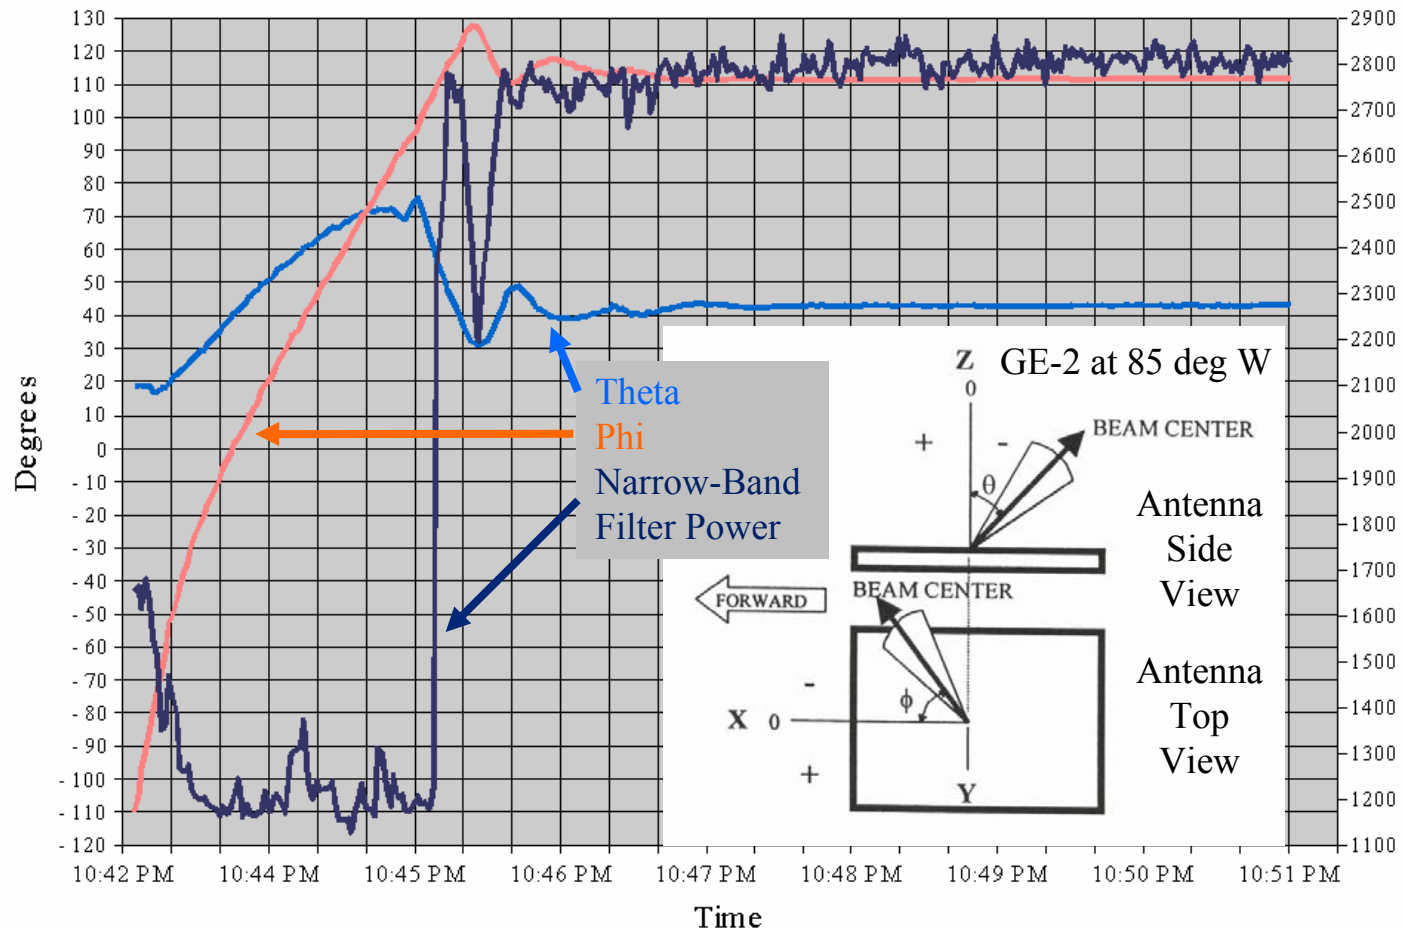 130
120
110
100
90
80
70
60
50
40
30
20
10
0
- 10
- 20
- 30
- 40
- 50
- 60
- 70
- 80
- 90
- 100
- 110
- 120
Degrees
2900
2800
2700
2600
2500
2400
2300
2200
2100
2000
1900
1800
1700
1600
1500
1400
1300
1200
1100
Theta
Phi
Narrow-Band
Filter Power
GE-2 at 85 deg W
Z
0
+ -
BEAM CENTER
θ
Antenna
Side
View
FORWARD
BEAM CENTER
-
X 0
ϕ
+
Y
Antenna
Top
View
10:42 PM 10:44 PM 10:45 PM 10:46 PM 10:47 PM 10:48 PM 10:49 PM 10:50 PM 10:51 PM
Time